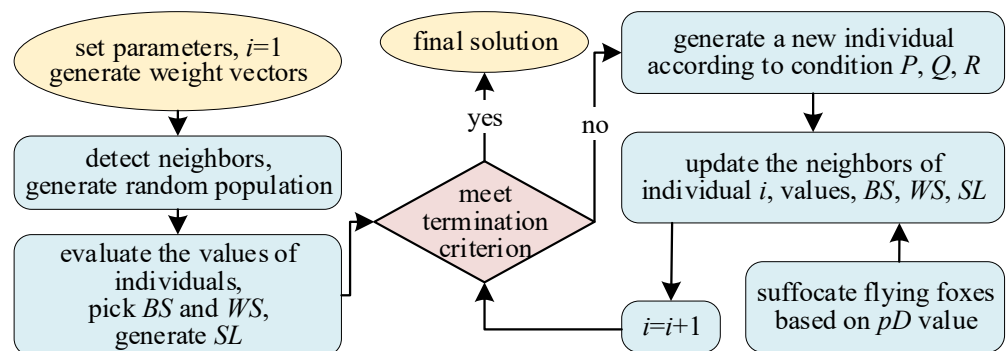 set parameters, i=1
generate weight vectors
detect neighbors,
generate random population
evaluate the values of
individuals,
pick BS and WS,
generate SL
final solution
yes
no
meet
termination
criterion
generate a new individual
according to condition P, Q, R
update the neighbors of
individual i, values, BS, WS, SL
i=i+1
suffocate flying foxes
based on pD value